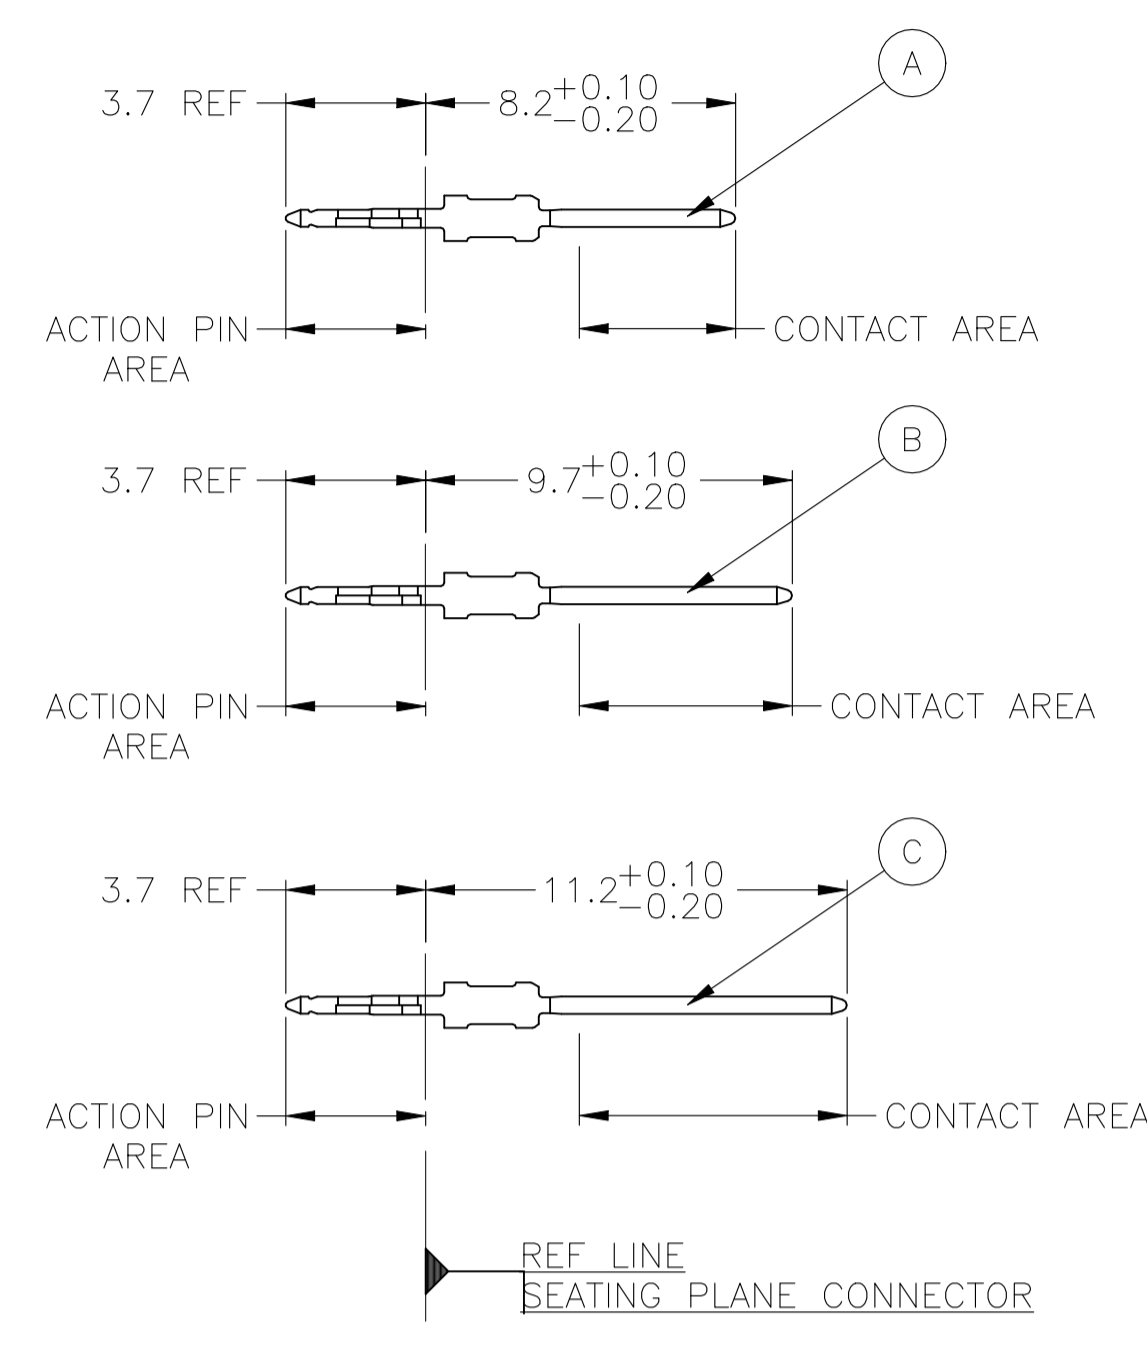 A
3.7 REF 8.2 +0.10 -0.20
ACTION PIN AREA
CONTACT AREA
B
3.7 REF 9.7 +0.10 -0.20
ACTION PIN AREA
CONTACT AREA
C
3.7 REF 11.2 +0.10 -0.20
ACTION PIN AREA
CONTACT AREA
REF LINE
SEATING PLANE CONNECTOR